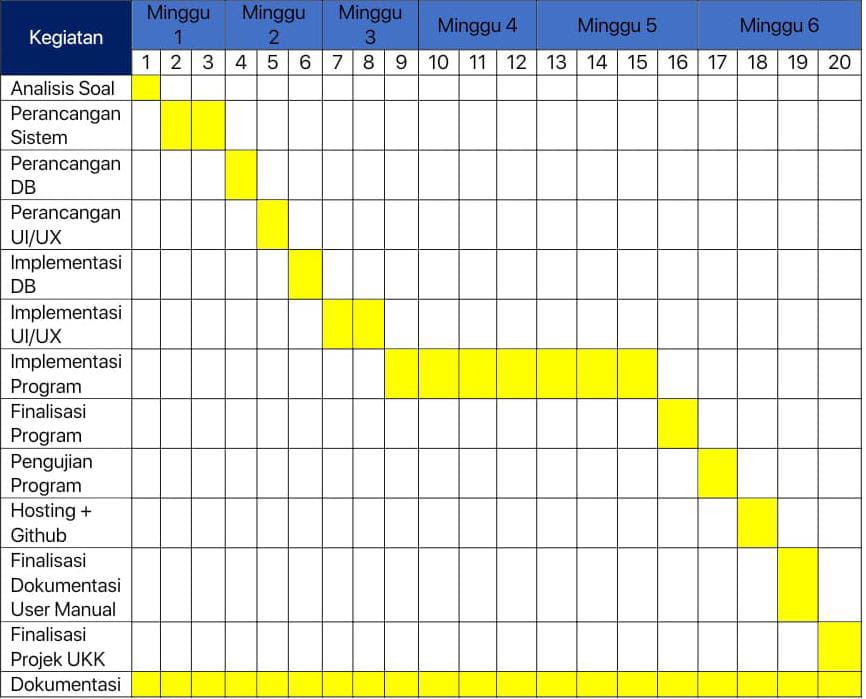 Kegiatan
Minggu
1
Minggu
2
Minggu
3
Minggu 4
Minggu 5
Minggu 6
1 2 3 4 5 6 7 8 9 10 11 12 13 14 15 16 17 18 19 20
Analisis Soal
Perancangan
Sistem
Perancangan
DB
Perancangan
UI/UX
Implementasi
DB
Implementasi
UI/UX
Implementasi
Program
Finalisasi
Program
Pengujian
Program
Hosting +
Github
Finalisasi
Dokumentasi
User Manual
Finalisasi
Projek UKK
Dokumentasi